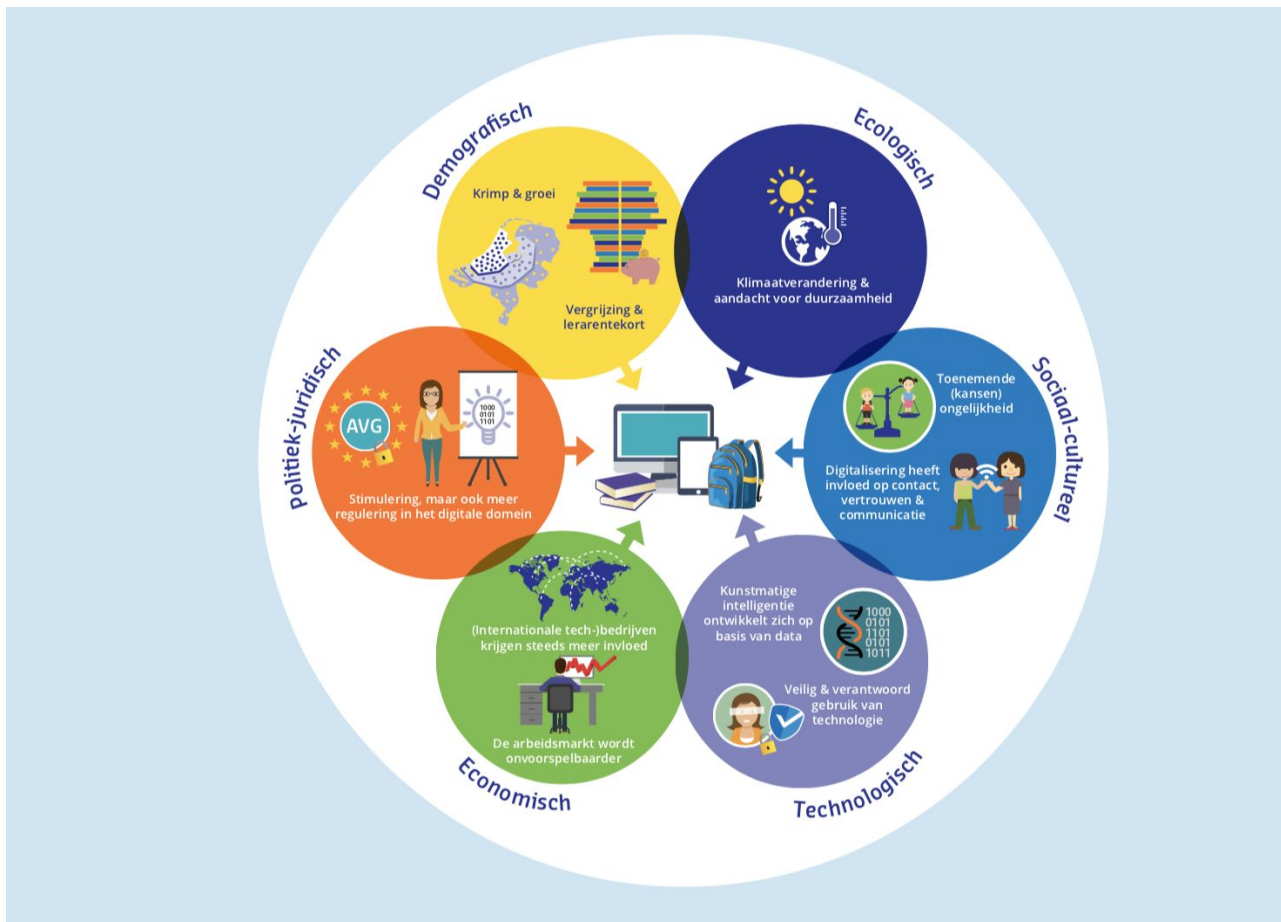 Demografisch
Krimp & groei
Vergrijzing &
lerarentekort
Ecologisch
Klimaatverandering &
aandacht voor duurzaamheid
Sociaal-cultureel
Toenemende
(kansen)
ongelijkheid
Digitalisering heeft
invloed op contact,
vertrouwen &
communicatie
Technologisch
Kunstmatige
intelligentie
ontwikkelt zich op
basis van data
1000
0101
1101
0101
1011
Veilig & verantwoord
gebruik van
technologie
Economisch
(Internationale tech-)bedrijven
krijgen steeds meer invloed
De arbeidsmarkt wordt
onvoorspelbaarder
Politiek-juridisch
AVG
1000
0101
1101
Stimulering, maar ook meer
regulering in het digitale domein